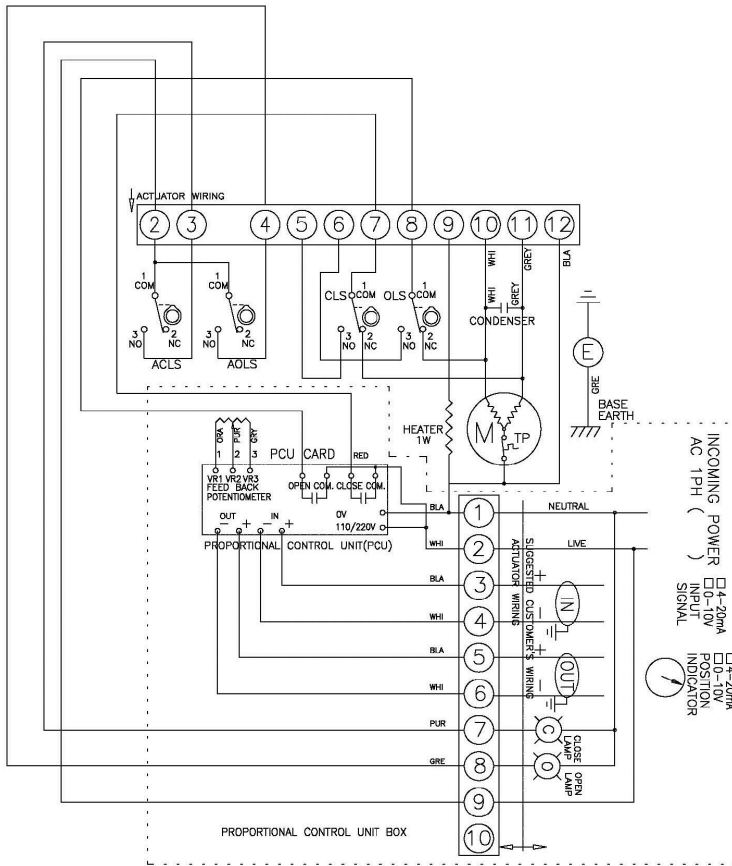 ACTUATOR WIRING
2 3 4 5 6 7 8 9 10 11 12
WHI
GREY
BLA
WHI
GREY
1
COM
1
COM
CLS
1
COM
OLS
1
COM
CONDENSER
3
NO
2
NC
3
NO
2
NC
3
NO
2
NC
3
NO
2
NC
ACLS
AOLS
E
GRE
BASE
EARTH
HEATER
1W
M
TP
ORA
PUR
GRY
1 2 3
PCU CARD
RED
VR1 VR2 VR3
FEED BACK
POTENTIOMETER
OPEN COM. CLOSE COM.
OUT
IN
- + - +
0V
110/220V
PROPORTIONAL CONTROL UNIT(PCU)
BLA 1 NEUTRAL
WHI 2 LIVE
BLA 3 +
WHI 4 -
IN
BLA 5 +
WHI 6 -
OUT
PUR 7 C
CLOSE
LAMP
GRE 8 O
OPEN
LAMP
9
10
SUGGESTED CUSTOMER'S WIRING
ACTUATOR WIRING
INCOMING POWER
AC 1PH ( )
□4-20mA
□0-10V
INPUT
SIGNAL
□4-20mA
□0-10V
POSITION
INDICATOR
PROPORTIONAL CONTROL UNIT BOX